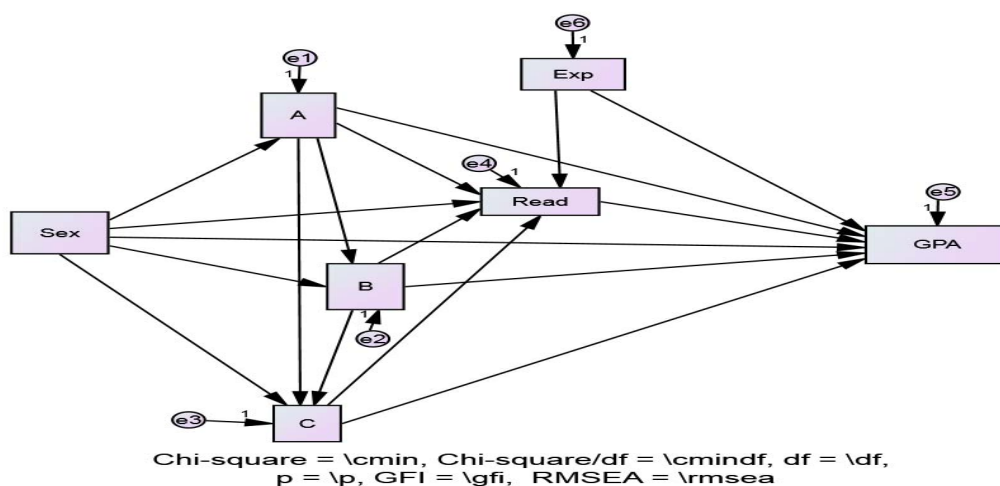 e6
1
Exp
e1
1
A
e4
1
Read
e5
1
GPA
Sex
B
1
e2
e3
1
C
Chi-square = \cmin, Chi-square/df = \cmindf, df = \df,
p = \p, GFI = \gfi, RMSEA = \rmsea